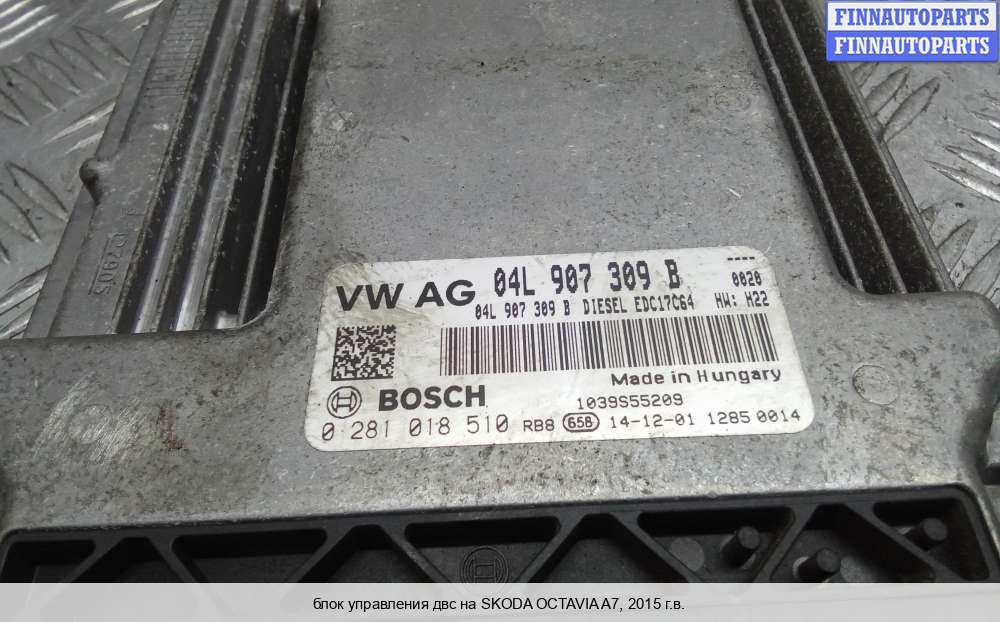 FINNAUTOPARTS
FINNAUTOPARTS
VW AG 04L 907 309 B
----
0020
04L 907 309 B DIESEL EDC17C64 HW: H22
Made in Hungary
BOSCH 1039S55209
0 281 018 510 RB8 65B 14-12-01 1285 0014
блок управления двс на SKODA OCTAVIA A7, 2015 г.в.